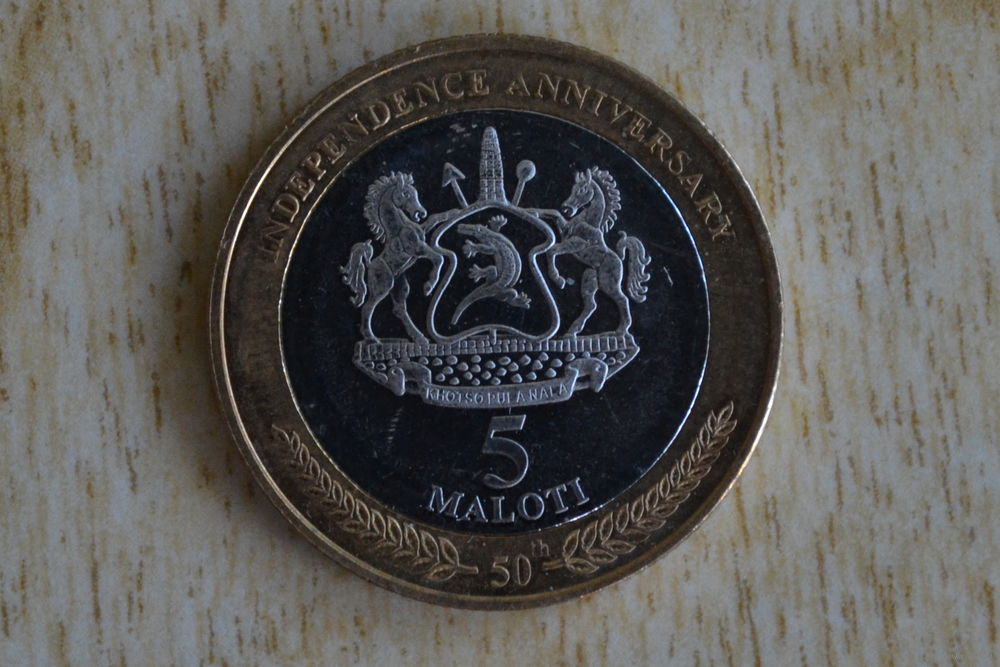 INDEPENDENCE ANNIVERSARY
KHOTSO PULA NALA
5
MALOTI
50th